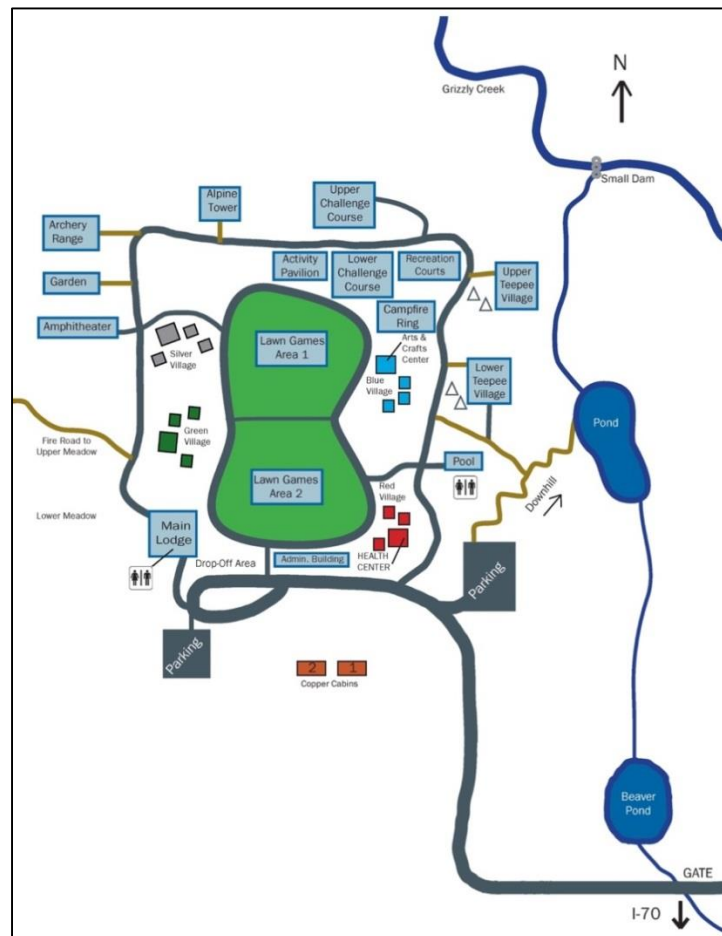 N
Grizzly Creek
Small Dam
Alpine
Tower
Upper
Challenge
Course
Archery
Range
Activity
Pavilion
Lower
Challenge
Course
Recreation
Courts
Upper
Teepee
Village
Garden
Campfire
Ring
Amphitheater
Lawn Games
Area 1
Arts &
Crafts
Center
Silver
Village
Blue
Village
Lower
Teepee
Village
Pond
Green
Village
Fire Road to
Upper Meadow
Pool
Lawn Games
Area 2
Red
Village
Downhill
Lower Meadow
Main
Lodge
Drop-Off Area
Admin. Building
HEALTH
CENTER
Parking
Parking
2
1
Copper Cabins
Beaver
Pond
GATE
I-70